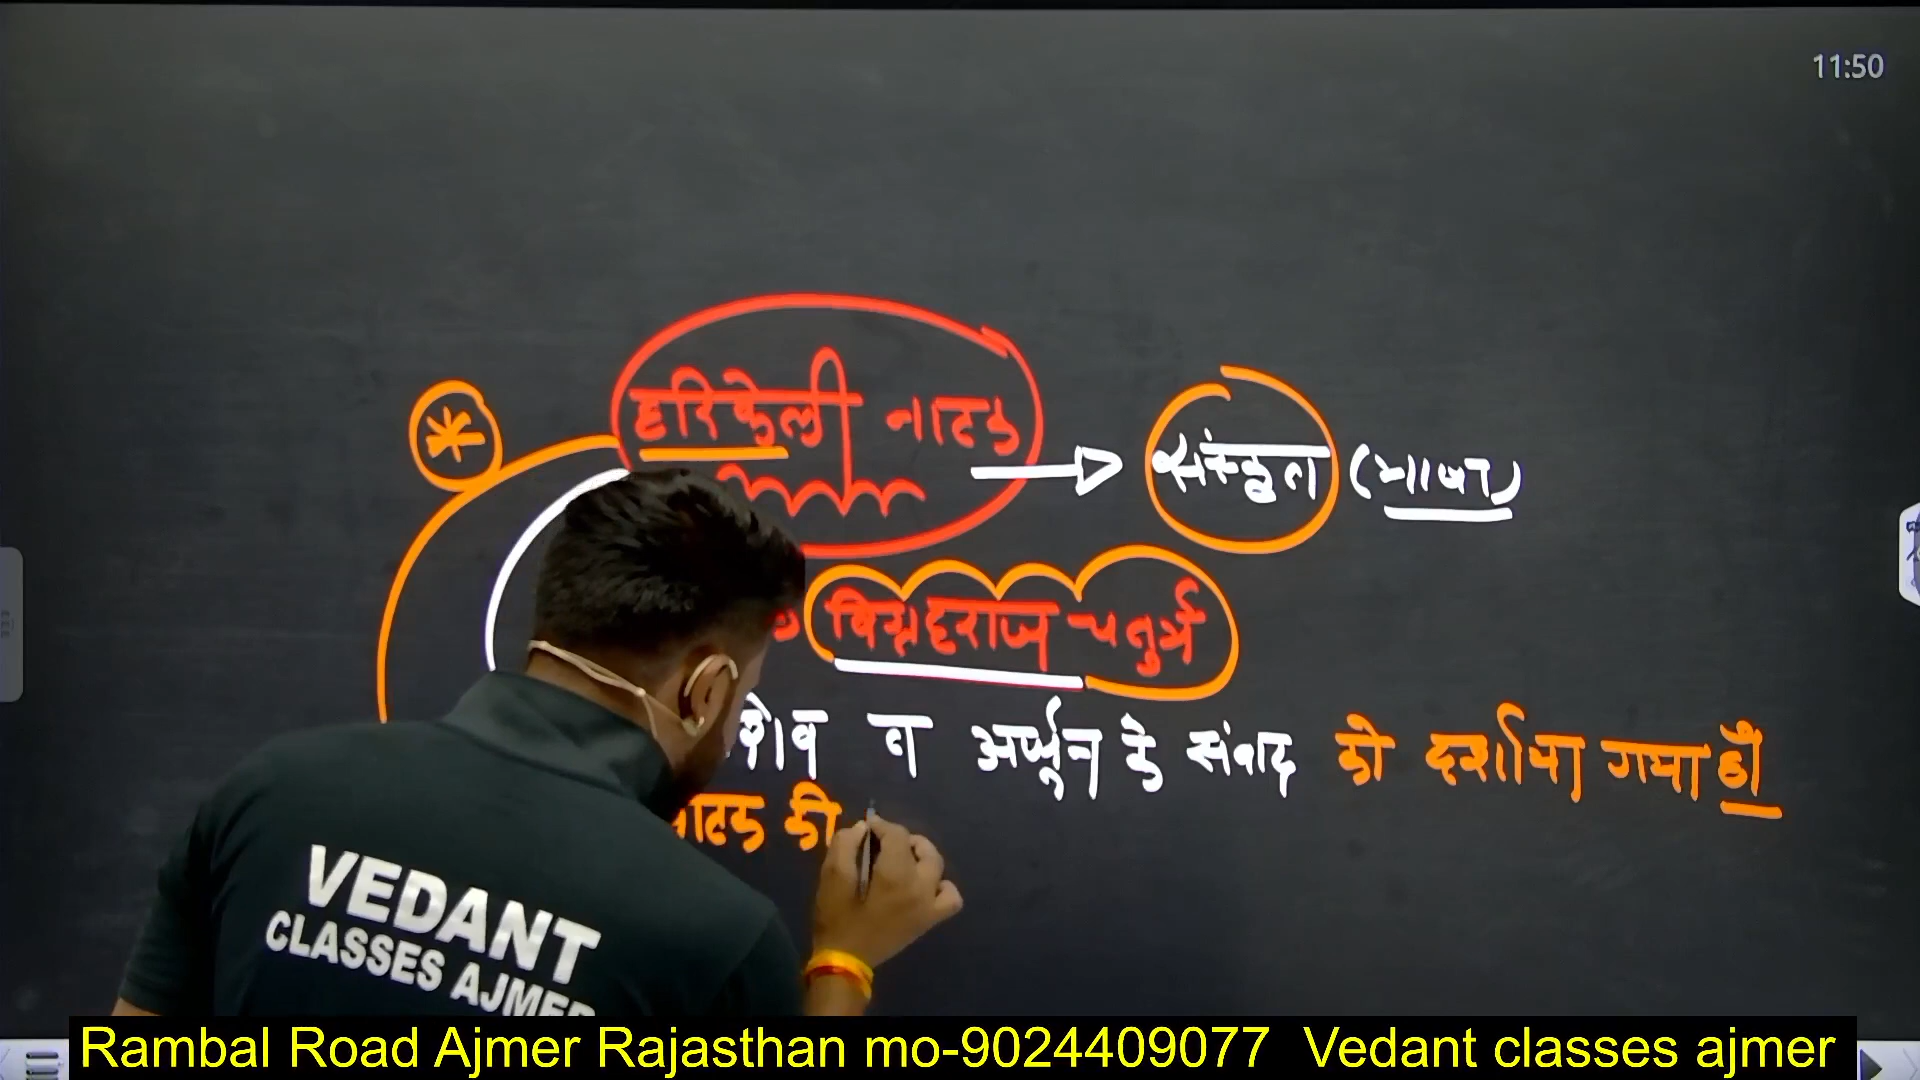 11:50
हरिकेली नाटक
संस्कृत (भाषा)
विग्रहराज चतुर्थ
व अर्जुन के संवाद को दर्शाया गया है
की
VEDANT
CLASSES AJMER
Rambal Road Ajmer Rajasthan mo-9024409077 Vedant classes ajmer